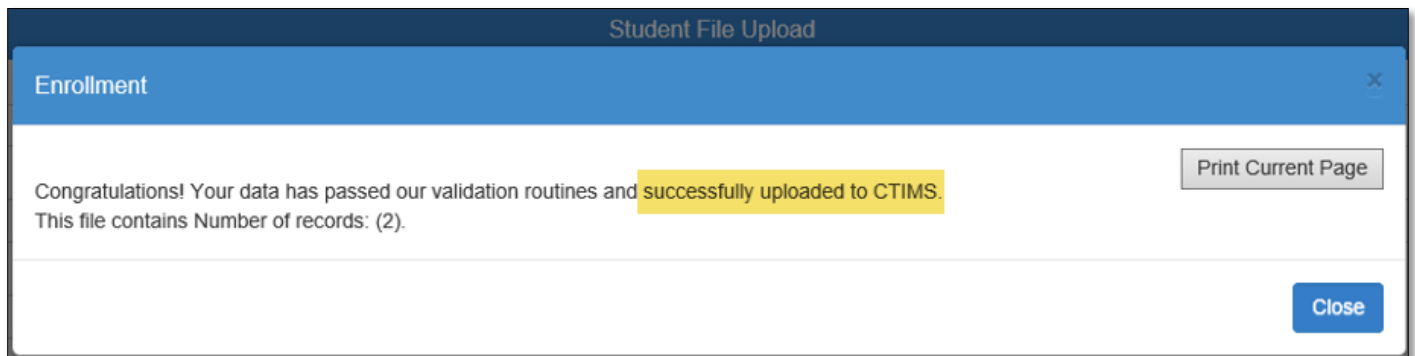 Student File Upload
Enrollment
×
Print Current Page
Congratulations! Your data has passed our validation routines and successfully uploaded to CTIMS.
This file contains Number of records: (2).
Close